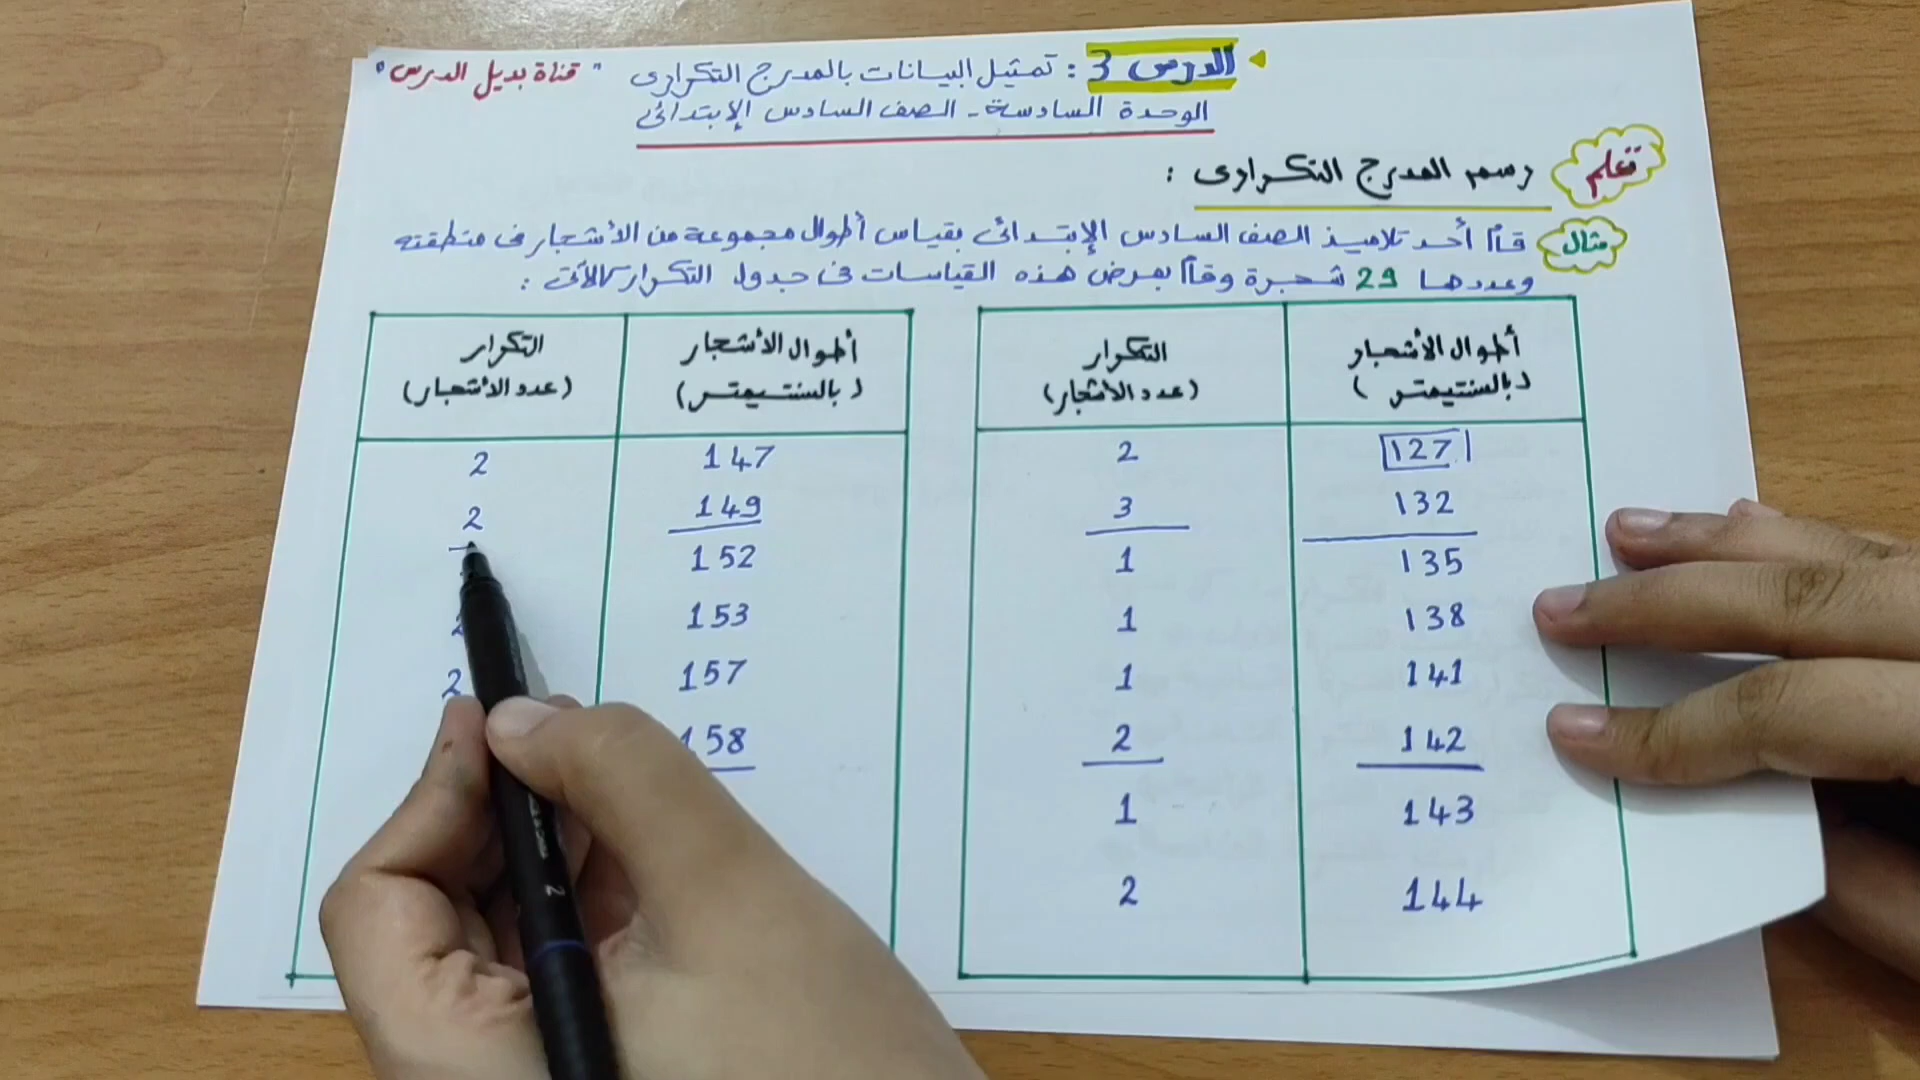 الدرس 3 : تمثيل البيانات بالمدرج التكرارى " قناة بديل الدرس "
الوحدة السادسة - الصف السادس الإبتدائى
تعلم
رسم المدرج التكرارى :
مثال
قام أحد تلاميذ الصف السادس الإبتدائى بقياس أطوال مجموعة من الأشجار فى منطقته
وعددها 29 شجرة وقام بعرض هذه القياسات فى جدول التكرار كالآتى :
أطوال الأشجار
(بالسنتيمتر)
التكرار
(عدد الأشجار)
127 2
132 3
135 1
138 1
141 1
142 2
143 1
144 2
أطوال الأشجار
(بالسنتيمتر)
التكرار
(عدد الأشجار)
147 2
149 2
152
153
157 2
158
2